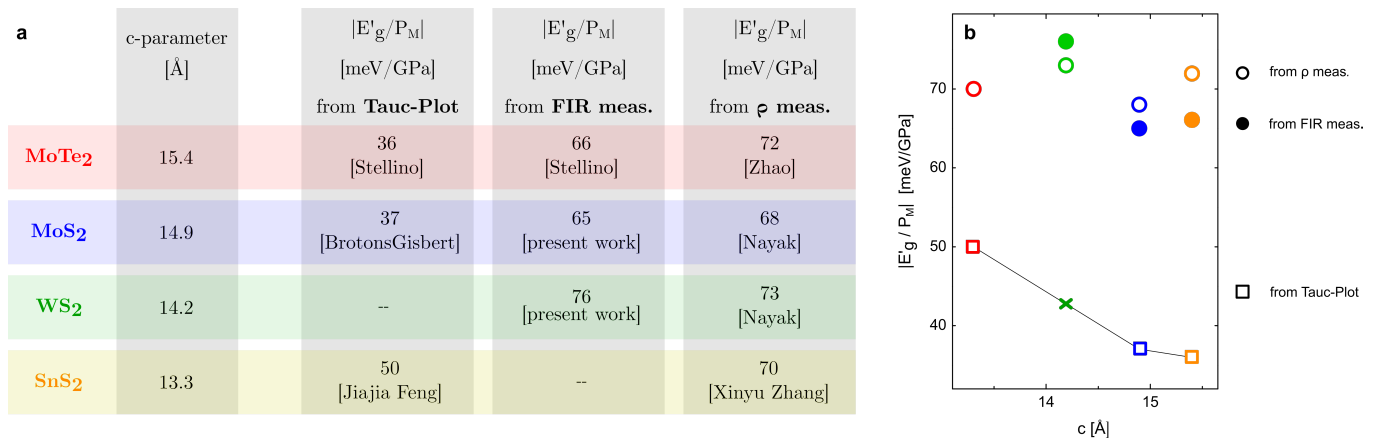 a
c-parameter
[Å]
|E'g/PM|
[meV/GPa]
from Tauc-Plot
|E'g/PM|
[meV/GPa]
from FIR meas.
|E'g/PM|
[meV/GPa]
from ρ meas.
MoTe2
15.4
36
[Stellino]
66
[Stellino]
72
[Zhao]
MoS2
14.9
37
[BrotonsGisbert]
65
[present work]
68
[Nayak]
WS2
14.2
--
76
[present work]
73
[Nayak]
SnS2
13.3
50
[Jiajia Feng]
--
70
[Xinyu Zhang]
b
|E'g / PM| [meV/GPa]
70
60
50
40
14
15
c [Å]
from ρ meas.
from FIR meas.
from Tauc-Plot